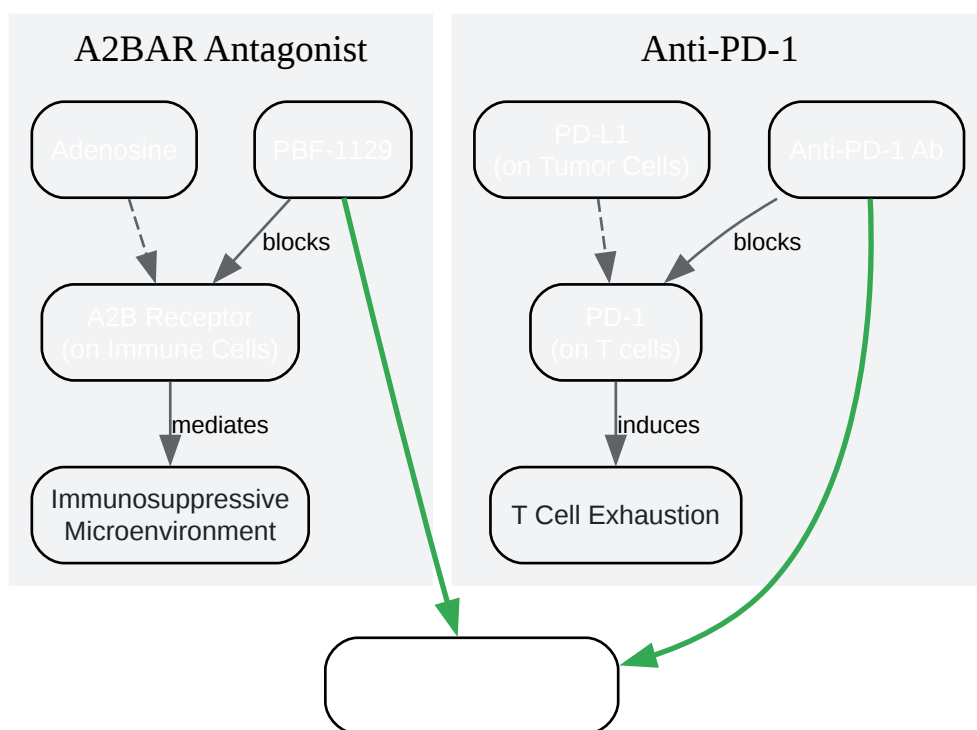 A2BAR Antagonist
Adenosine
PBF-1129
blocks
A2B Receptor
(on Immune Cells)
mediates
Immunosuppressive
Microenvironment
Anti-PD-1
PD-L1
(on Tumor Cells)
Anti-PD-1 Ab
blocks
PD-1
(on T cells)
induces
T Cell Exhaustion